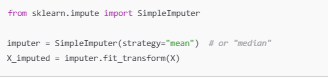 from sklearn.impute import SimpleImputer
imputer = SimpleImputer(strategy="mean")  # or "median"
X_imputed = imputer.fit_transform(X)